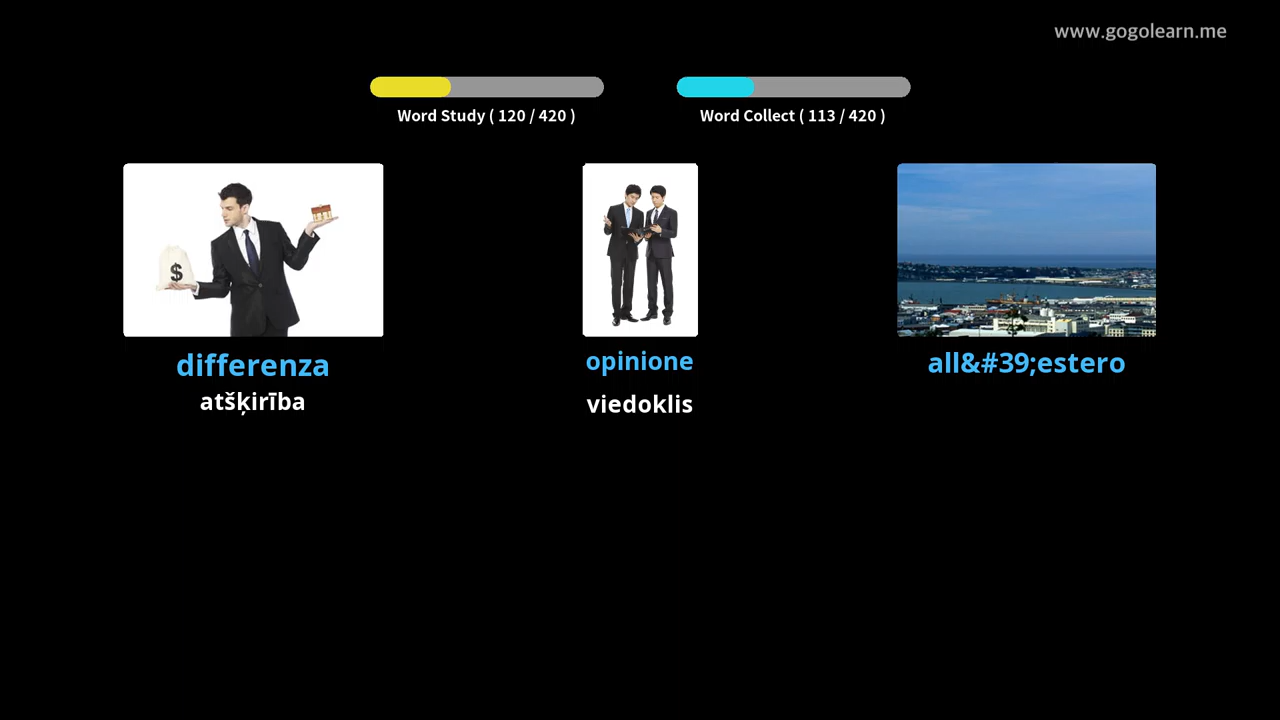 www.gogolearn.me
Word Study ( 120 / 420 )
Word Collect ( 113 / 420 )
$
differenza
opinione
all&#39;estero
atšķirība
viedoklis